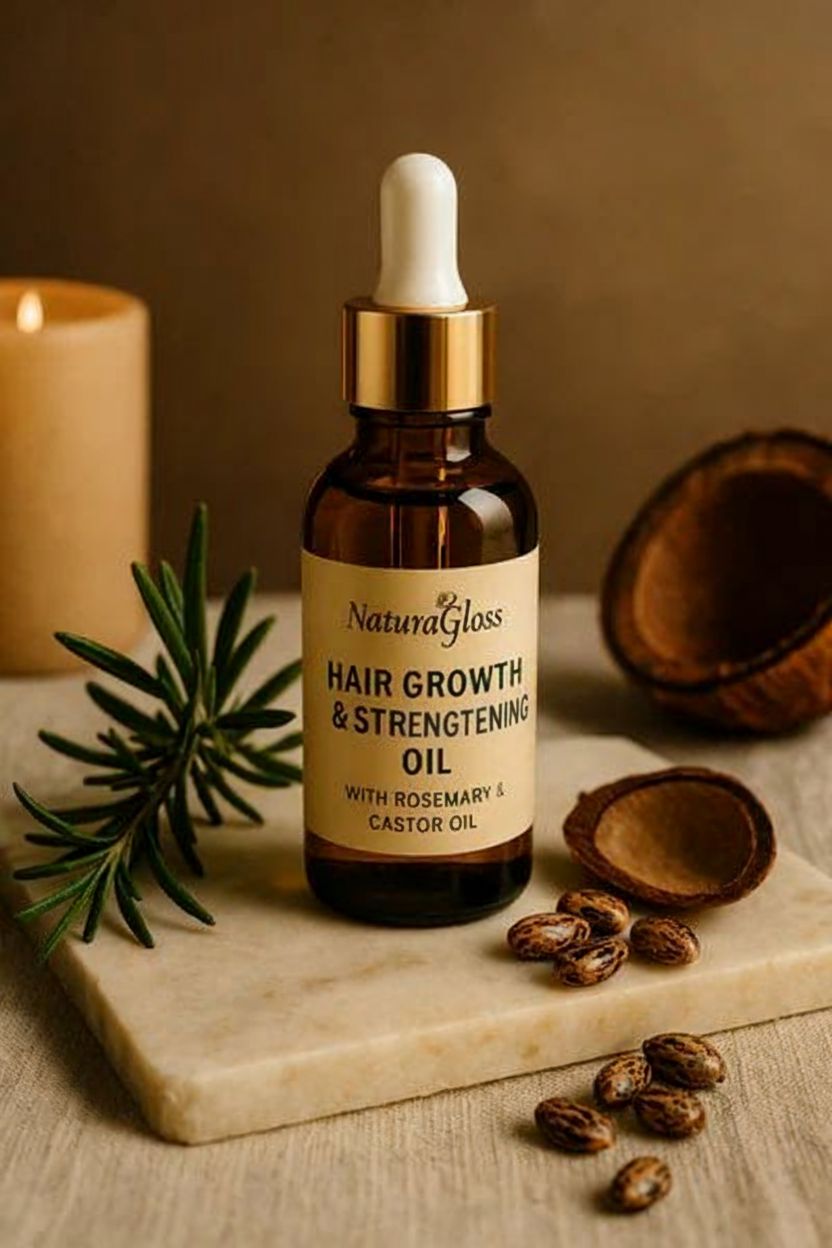 NaturaGloss
HAIR GROWTH
& STRENGTENING
OIL
WITH ROSEMARY &
CASTOR OIL